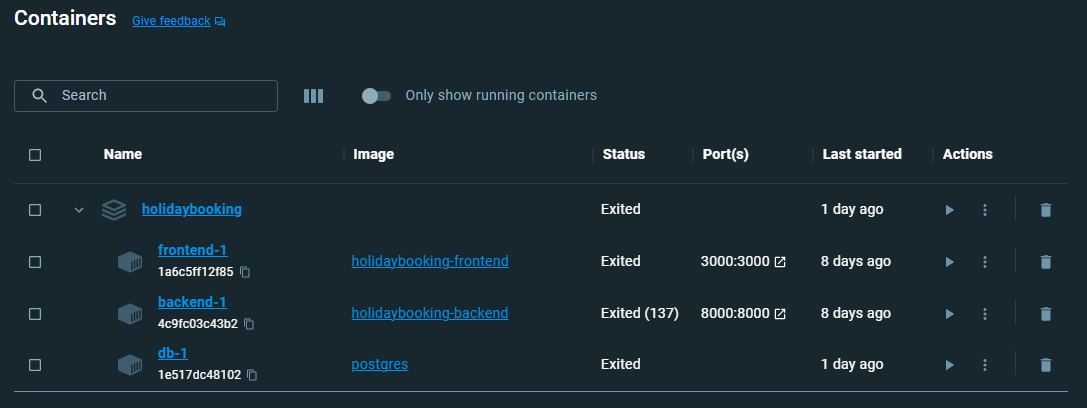 Containers Give feedback
Search Only show running containers
Name Image Status Port(s) Last started Actions
holidaybooking Exited 1 day ago
frontend-1
1a6c5ff12f85 holidaybooking-frontend Exited 3000:3000 8 days ago
backend-1
4c9fc03c43b2 holidaybooking-backend Exited (137) 8000:8000 8 days ago
db-1
1e517dc48102 postgres Exited 1 day ago